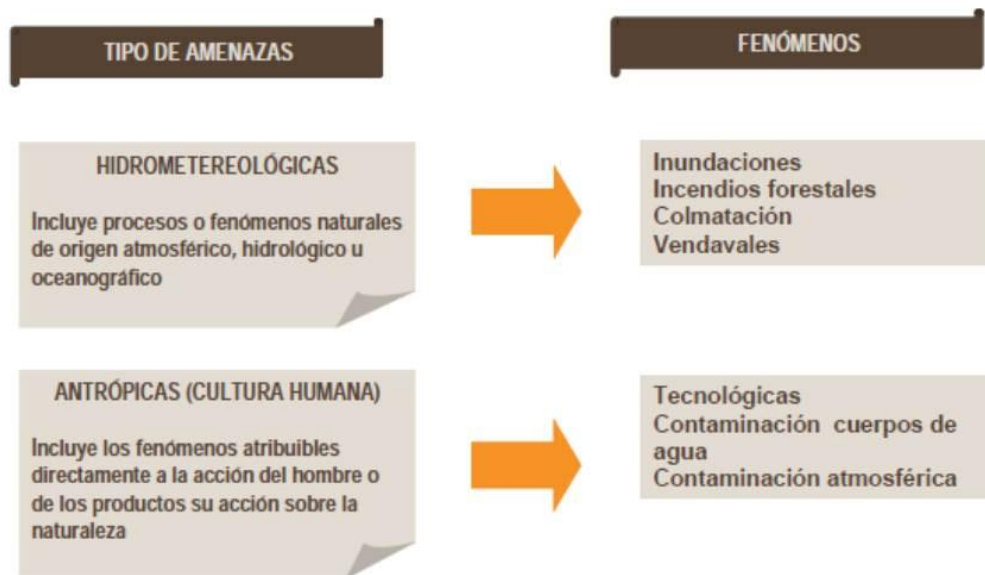 TIPO DE AMENAZAS
FENÓMENOS
HIDROMETEREOLÓGICAS
Incluye procesos o fenómenos naturales
de origen atmosférico, hidrológico u
oceanográfico
Inundaciones
Incendios forestales
Colmatación
Vendavales
ANTRÓPICAS (CULTURA HUMANA)
Incluye los fenómenos atribuibles
directamente a la acción del hombre o
de los productos su acción sobre la
naturaleza
Tecnológicas
Contaminación cuerpos de
agua
Contaminación atmosférica